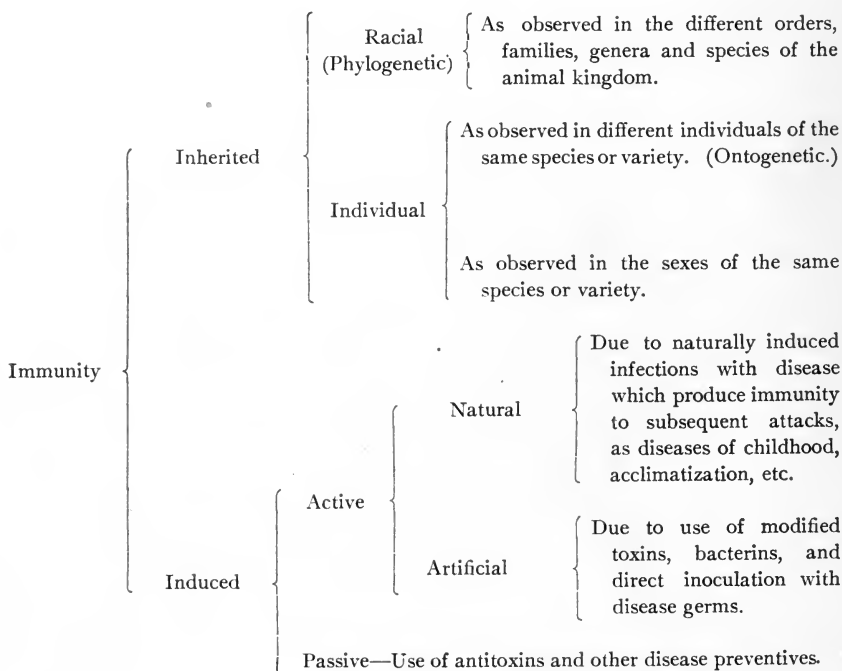 Racial
(Phylogenetic)
As observed in the different orders,
families, genera and species of the
animal kingdom.
Inherited
As observed in different individuals of the
same species or variety. (Ontogenetic.)
Individual
As observed in the sexes of the same
species or variety.
Immunity
Due to naturally induced
infections with disease
which produce immunity
to subsequent attacks,
as diseases of childhood,
acclimatization, etc.
Natural
Active
Due to use of modified
toxins, bacterins, and
direct inoculation with
disease germs.
Artificial
Induced
Passive—Use of antitoxins and other disease preventives.